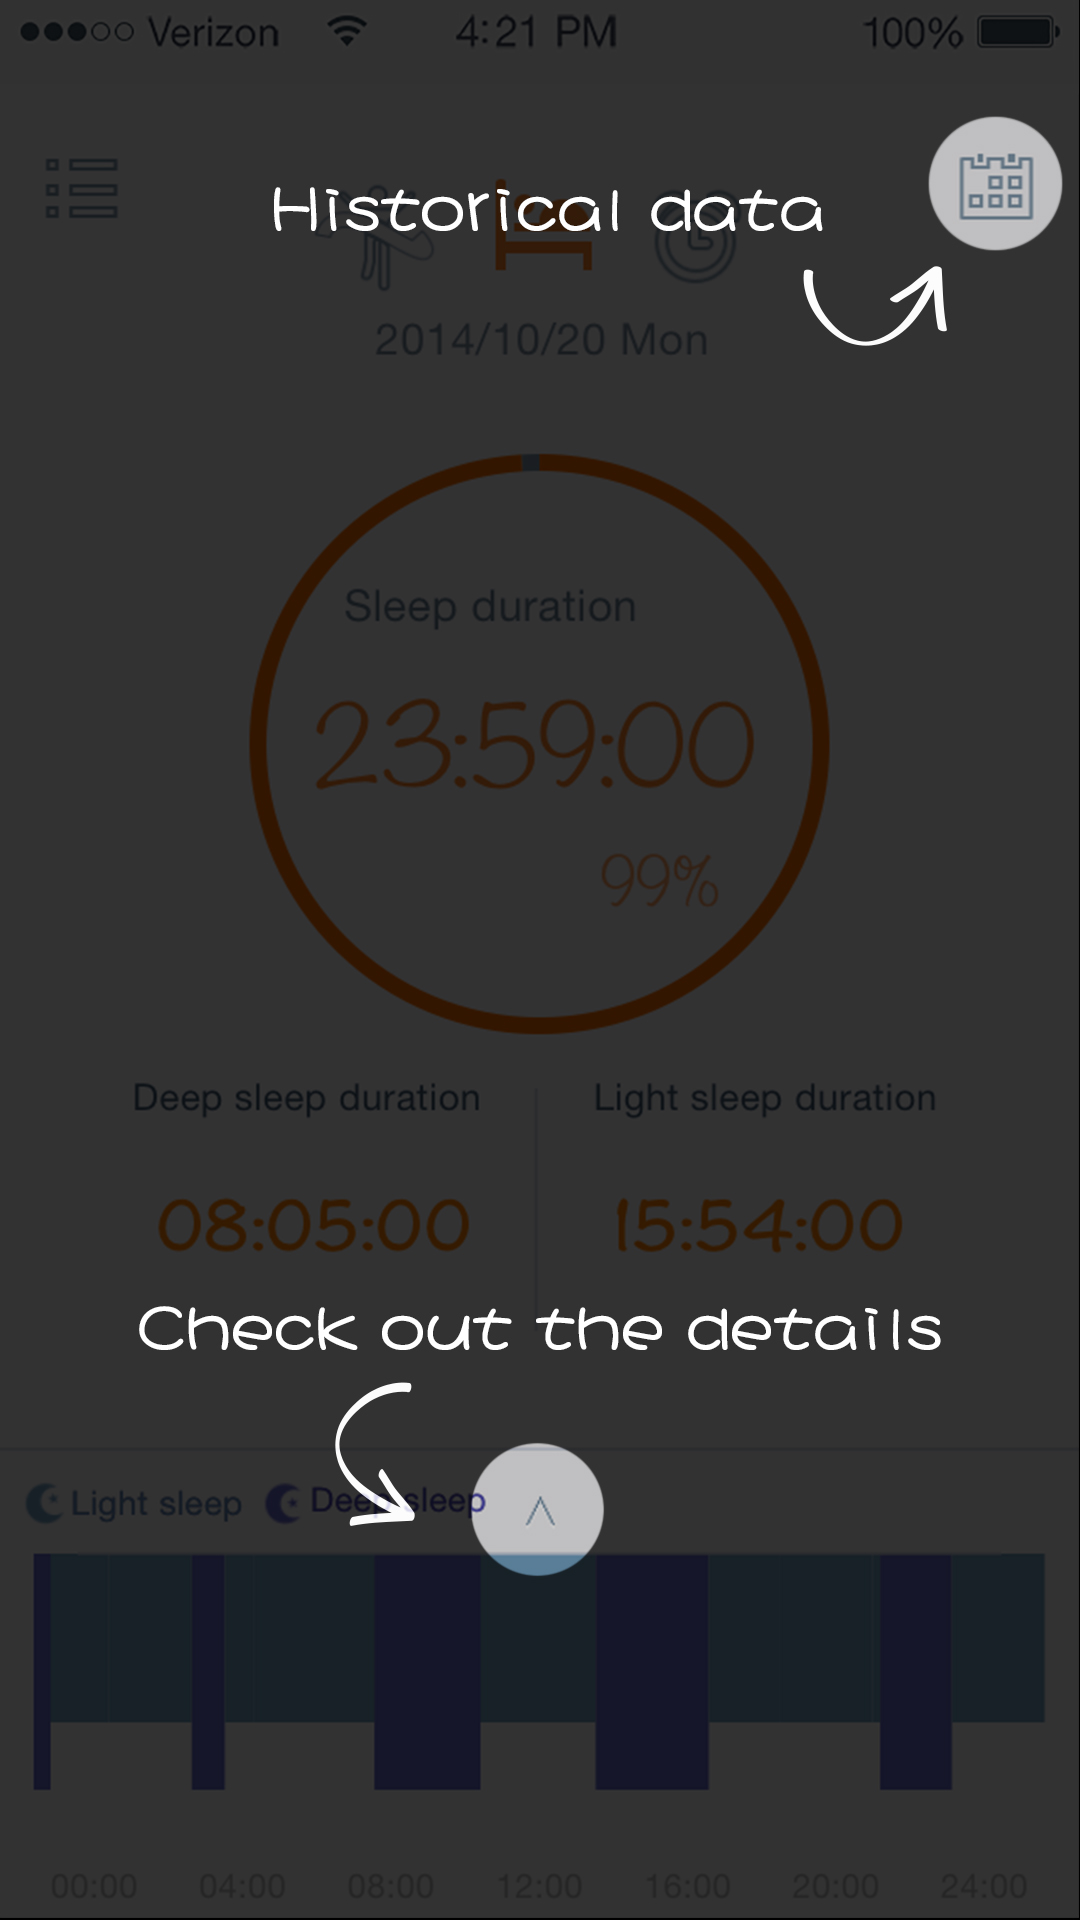 Verizon 4:21 PM 100%
Historical data
2014/10/20 Mon
Sleep duration
23:59:00
99%
Deep sleep duration Light sleep duration
08:05:00 15:54:00
Check out the details
Light sleep Deep sleep
00:00 04:00 08:00 12:00 16:00 20:00 24:00